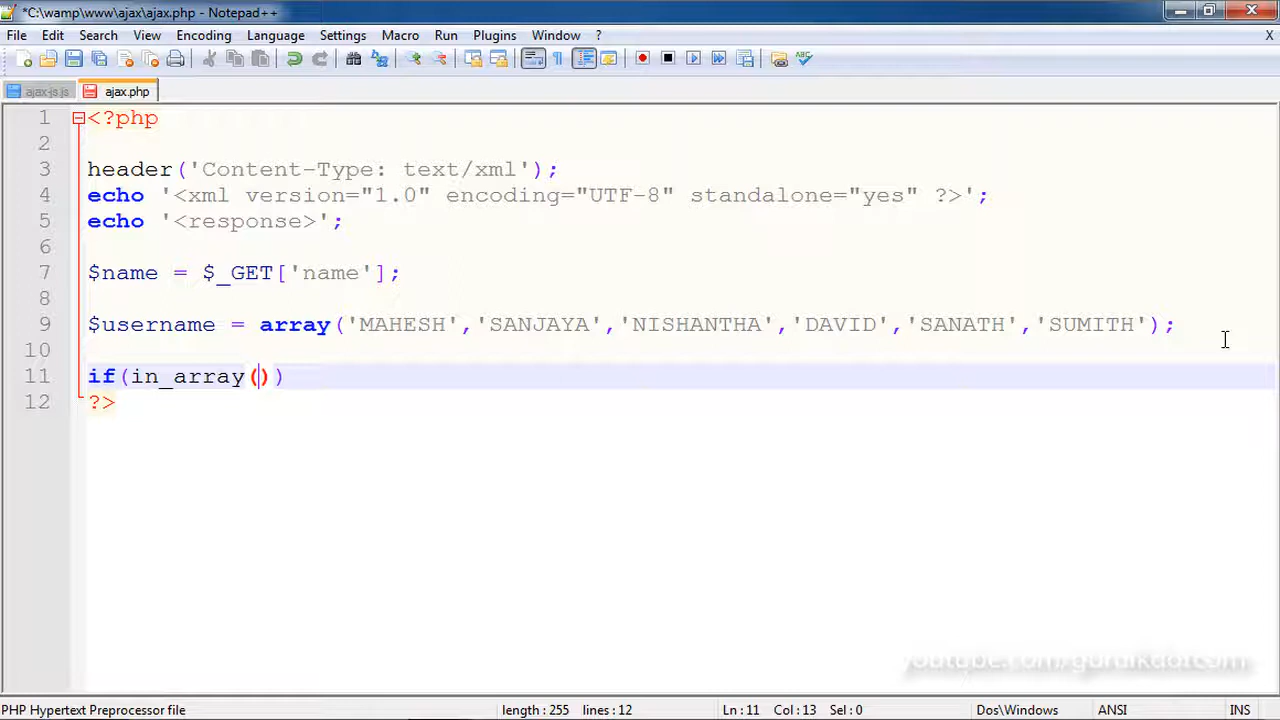 *C:\wamp\www\ajax\ajax.php - Notepad++
File Edit Search View Encoding Language Settings Macro Run Plugins Window ? X
ajax-js.js ajax.php
1 <?php
2
3 header('Content-Type: text/xml');
4 echo '<xml version="1.0" encoding="UTF-8" standalone="yes" ?>';
5 echo '<response>';
6
7 $name = $_GET['name'];
8
9 $username = array('MAHESH','SANJAYA','NISHANTHA','DAVID','SANATH','SUMITH');
10
11 if(in_array())
12 ?>
youtube.com/gurulkdotcom
PHP Hypertext Preprocessor file length : 255 lines : 12 Ln : 11 Col : 13 Sel : 0 Dos\Windows ANSI INS